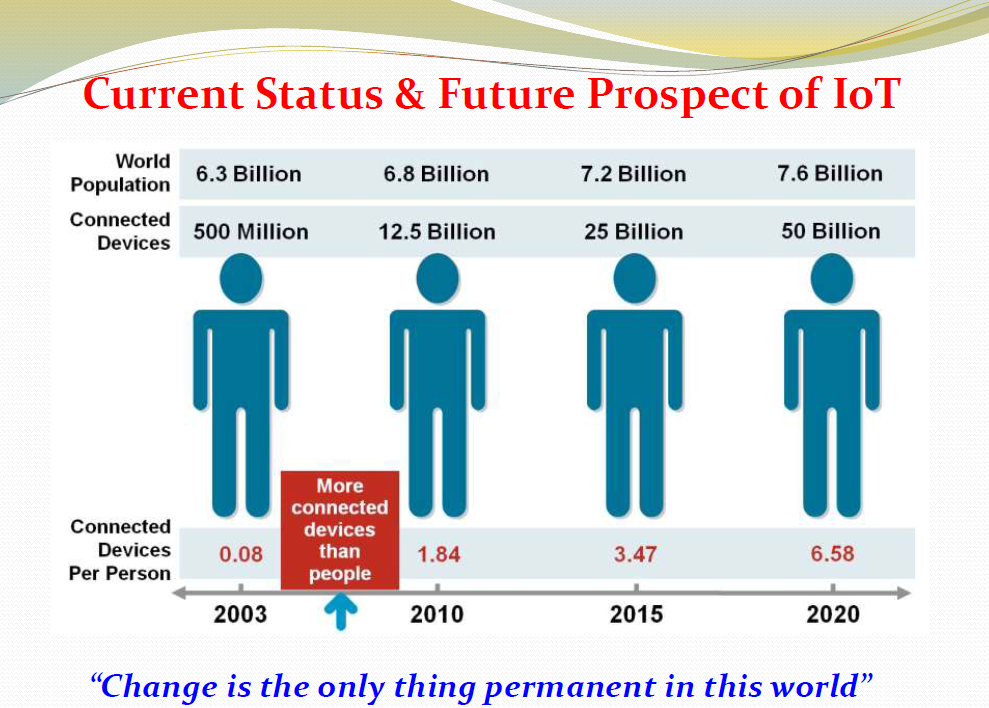 Current Status & Future Prospect of IoT
World
Population
6.3 Billion 6.8 Billion 7.2 Billion 7.6 Billion
Connected
Devices
500 Million 12.5 Billion 25 Billion 50 Billion
More
connected
devices
than
people
Connected
Devices
Per Person
0.08 1.84 3.47 6.58
2003 2010 2015 2020
“Change is the only thing permanent in this world”